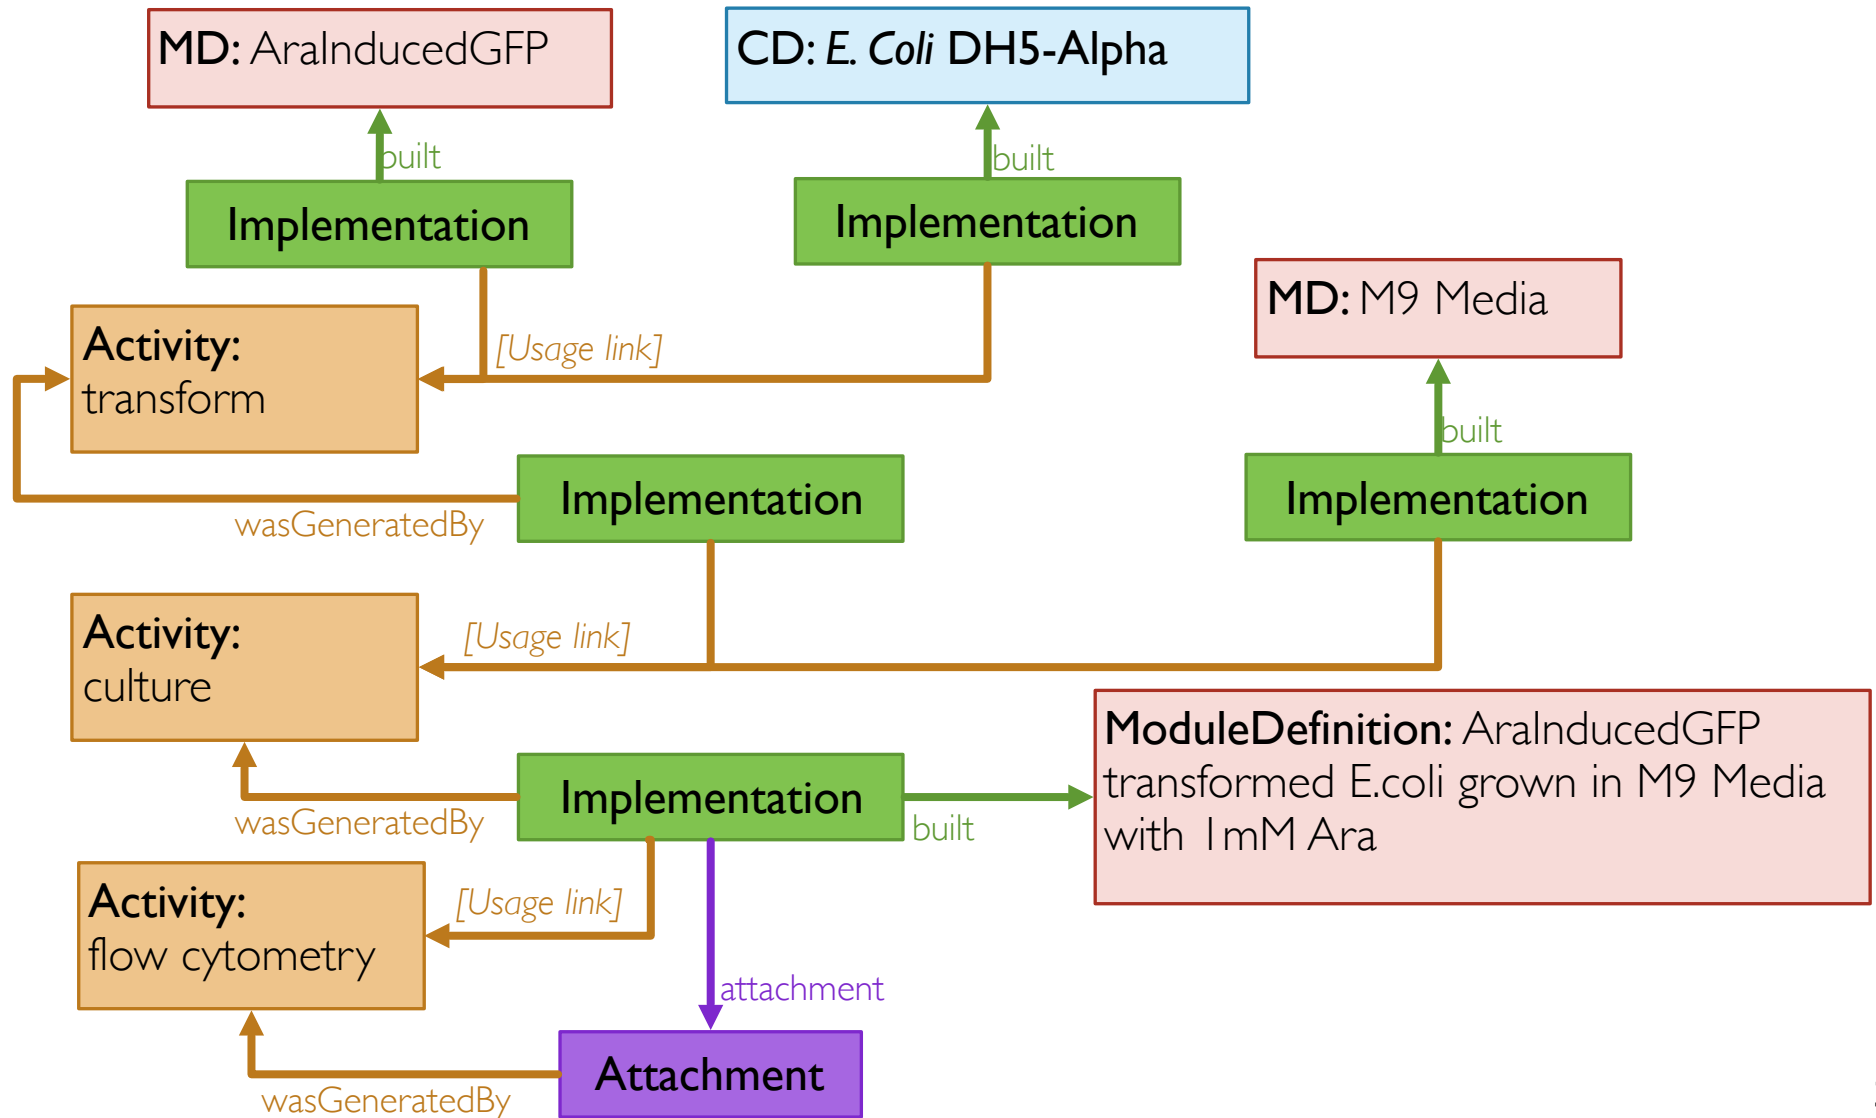 MD: AraInducedGFP
CD: E. Coli DH5-Alpha
built
built
Implementation
Implementation
MD: M9 Media
Activity:
transform
[Usage link]
built
Implementation
Implementation
wasGeneratedBy
Activity:
culture
[Usage link]
ModuleDefinition: AraInducedGFP
transformed E.coli grown in M9 Media
with 1mM Ara
Implementation
built
wasGeneratedBy
Activity:
flow cytometry
[Usage link]
attachment
Attachment
wasGeneratedBy